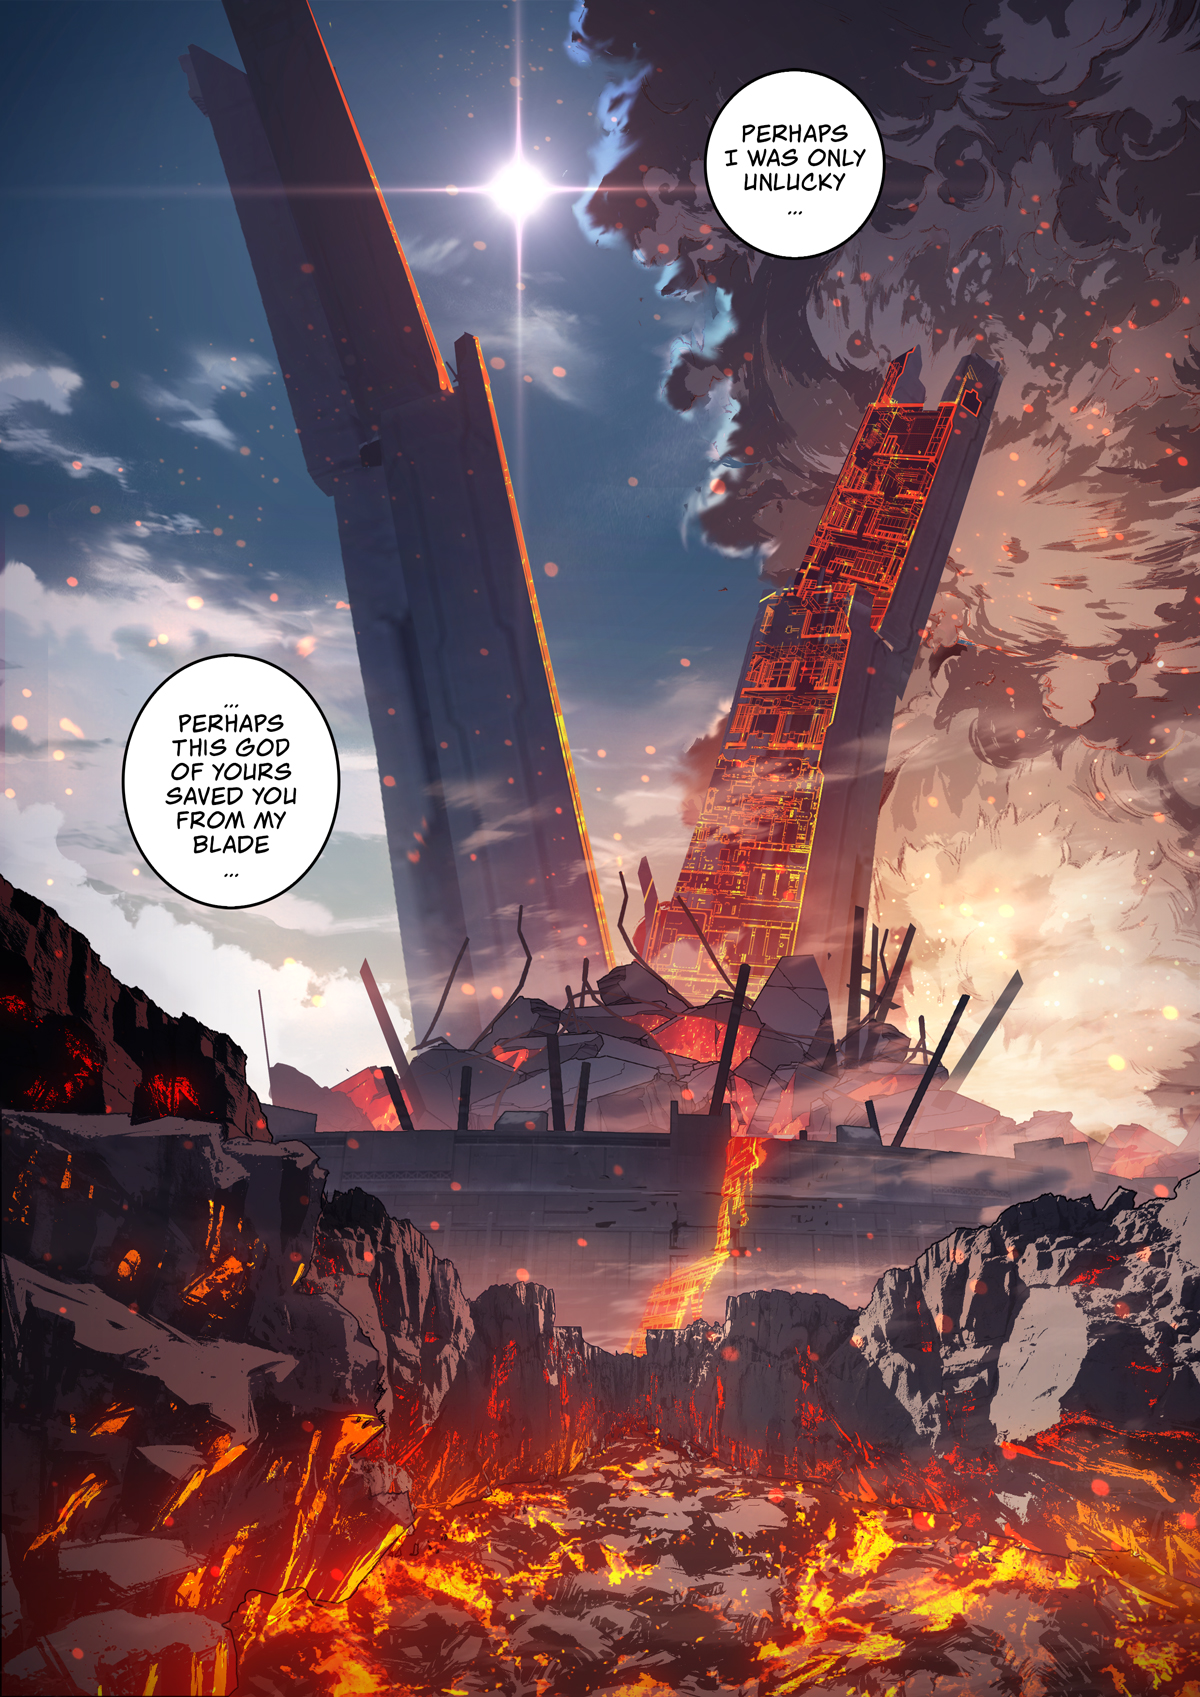 PERHAPS
I WAS ONLY
UNLUCKY
...
...
PERHAPS
THIS GOD
OF YOURS
SAVED YOU
FROM MY
BLADE
...